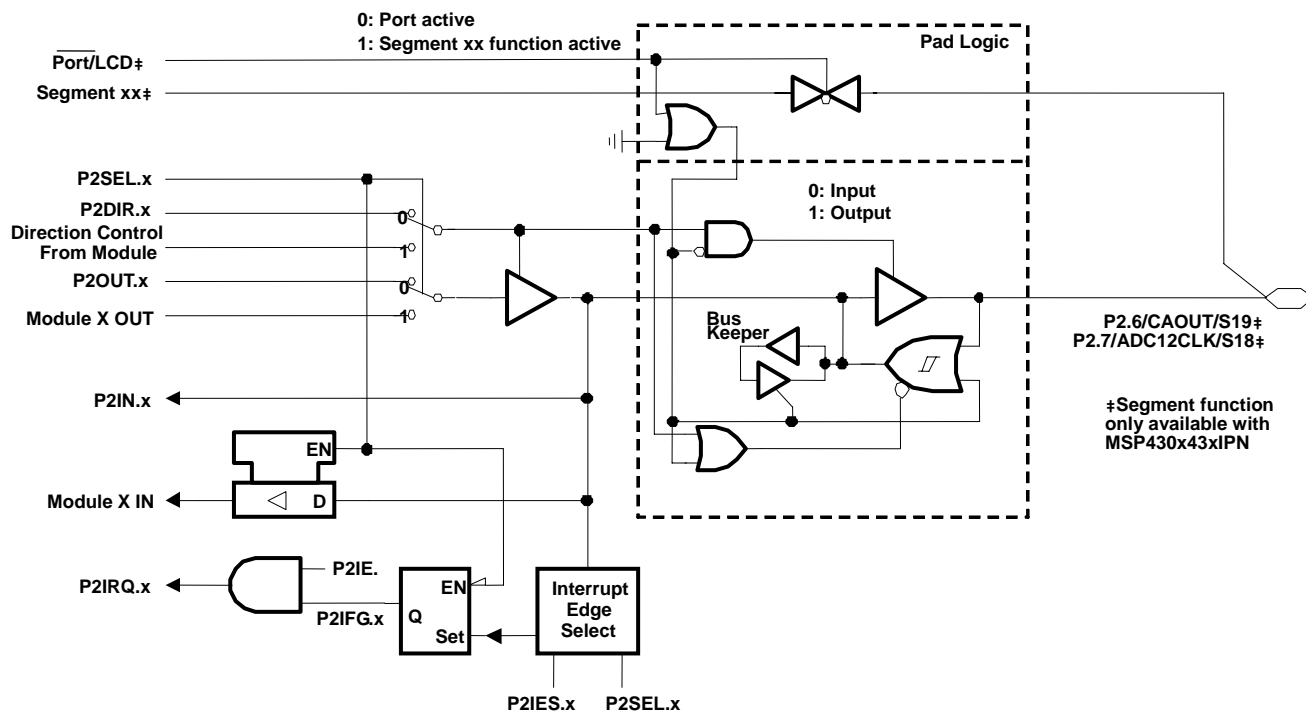 0: Port active
1: Segment xx function active
Pad Logic
Port/LCD‡
Segment xx‡
P2SEL.x
P2DIR.x
0
Direction Control
From Module
1
P2OUT.x
0
Module X OUT
1
0: Input
1: Output
Bus
Keeper
P2.6/CAOUT/S19‡
P2.7/ADC12CLK/S18‡
P2IN.x
‡Segment function
only available with
MSP430x43xIPN
EN
Module X IN
D
P2IRQ.x
P2IE.
P2IFG.x
EN
Q
Set
Interrupt
Edge
Select
P2IES.x
P2SEL.x